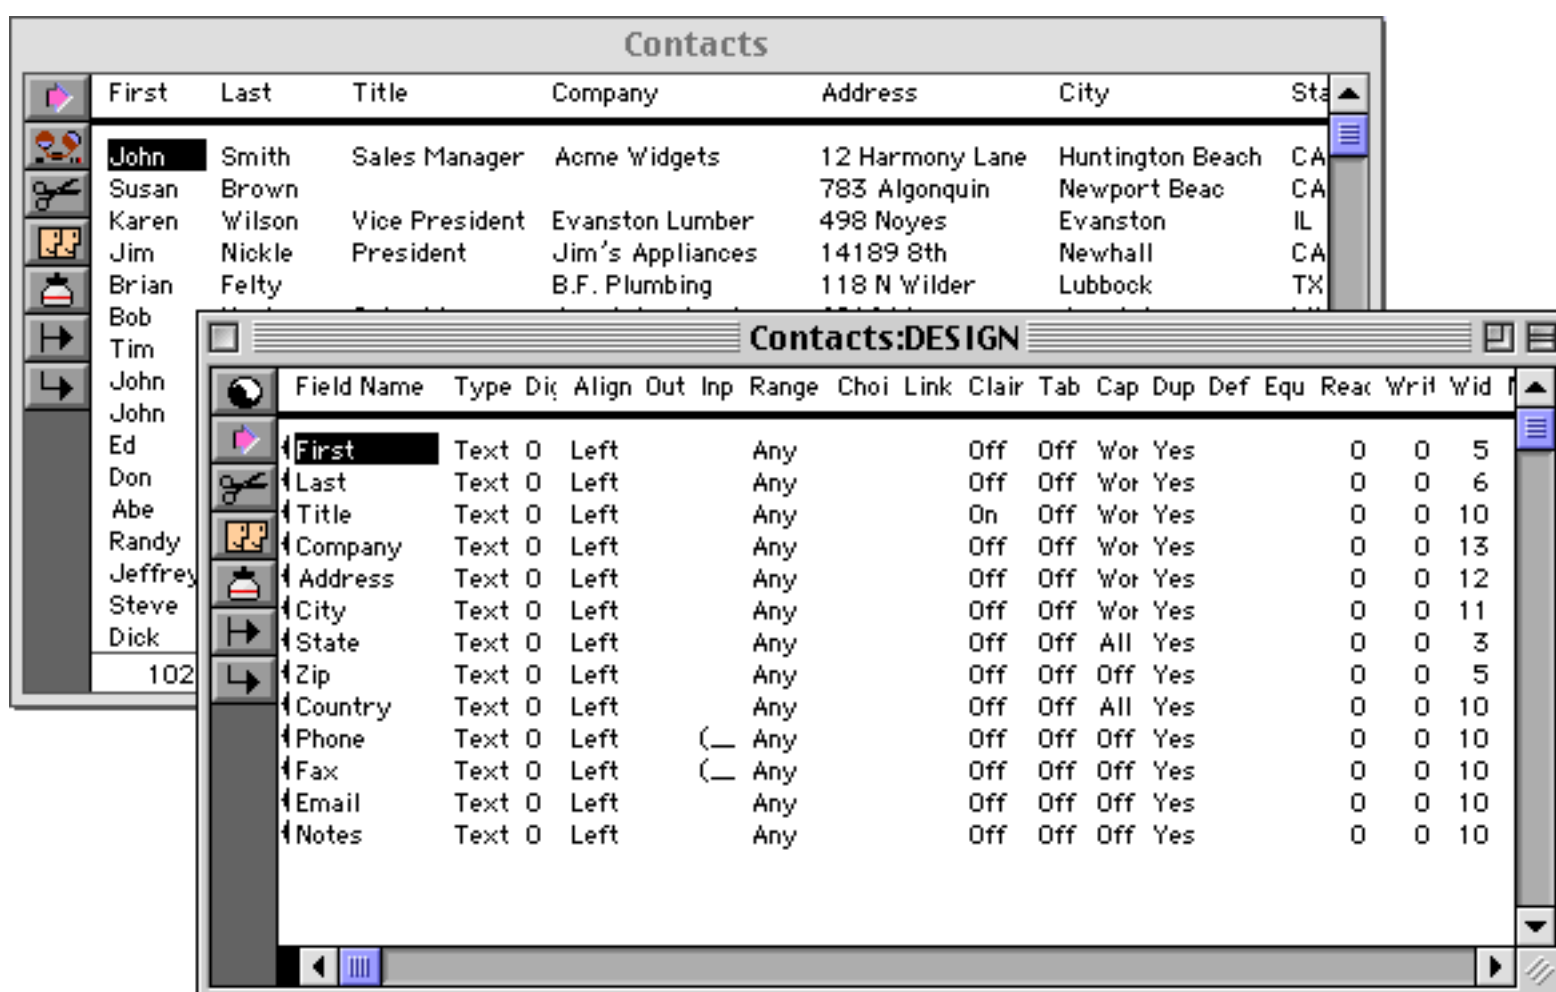 Contacts
First Last Title Company Address City Sta
John Smith Sales Manager Acme Widgets 12 Harmony Lane Huntington Beach CA
Susan Brown 783 Algonquin Newport Beac CA
Karen Wilson Vice President Evanston Lumber 498 Noyes Evanston IL
Jim Nickle President Jim's Appliances 14189 8th Newhall CA
Brian Felty B.F. Plumbing 118 N Wilder Lubbock TX
Bob
Tim
John
John
Ed
Don
Abe
Randy
Jeffrey
Steve
Dick
102
Contacts:DESIGN
Field Name Type Dig Align Out Inp Range Choi Link Clair Tab Cap Dup Def Equ Reac Writ Wid
First Text 0 Left Any Off Off Wor Yes 0 0 5
Last Text 0 Left Any Off Off Wor Yes 0 0 6
Title Text 0 Left Any On Off Wor Yes 0 0 10
Company Text 0 Left Any Off Off Wor Yes 0 0 13
Address Text 0 Left Any Off Off Wor Yes 0 0 12
City Text 0 Left Any Off Off Wor Yes 0 0 11
State Text 0 Left Any Off Off All Yes 0 0 3
Zip Text 0 Left Any Off Off Off Yes 0 0 5
Country Text 0 Left Any Off Off All Yes 0 0 10
Phone Text 0 Left (_ Any Off Off Off Yes 0 0 10
Fax Text 0 Left (_ Any Off Off Off Yes 0 0 10
Email Text 0 Left Any Off Off Off Yes 0 0 10
Notes Text 0 Left Any Off Off Off Yes 0 0 10